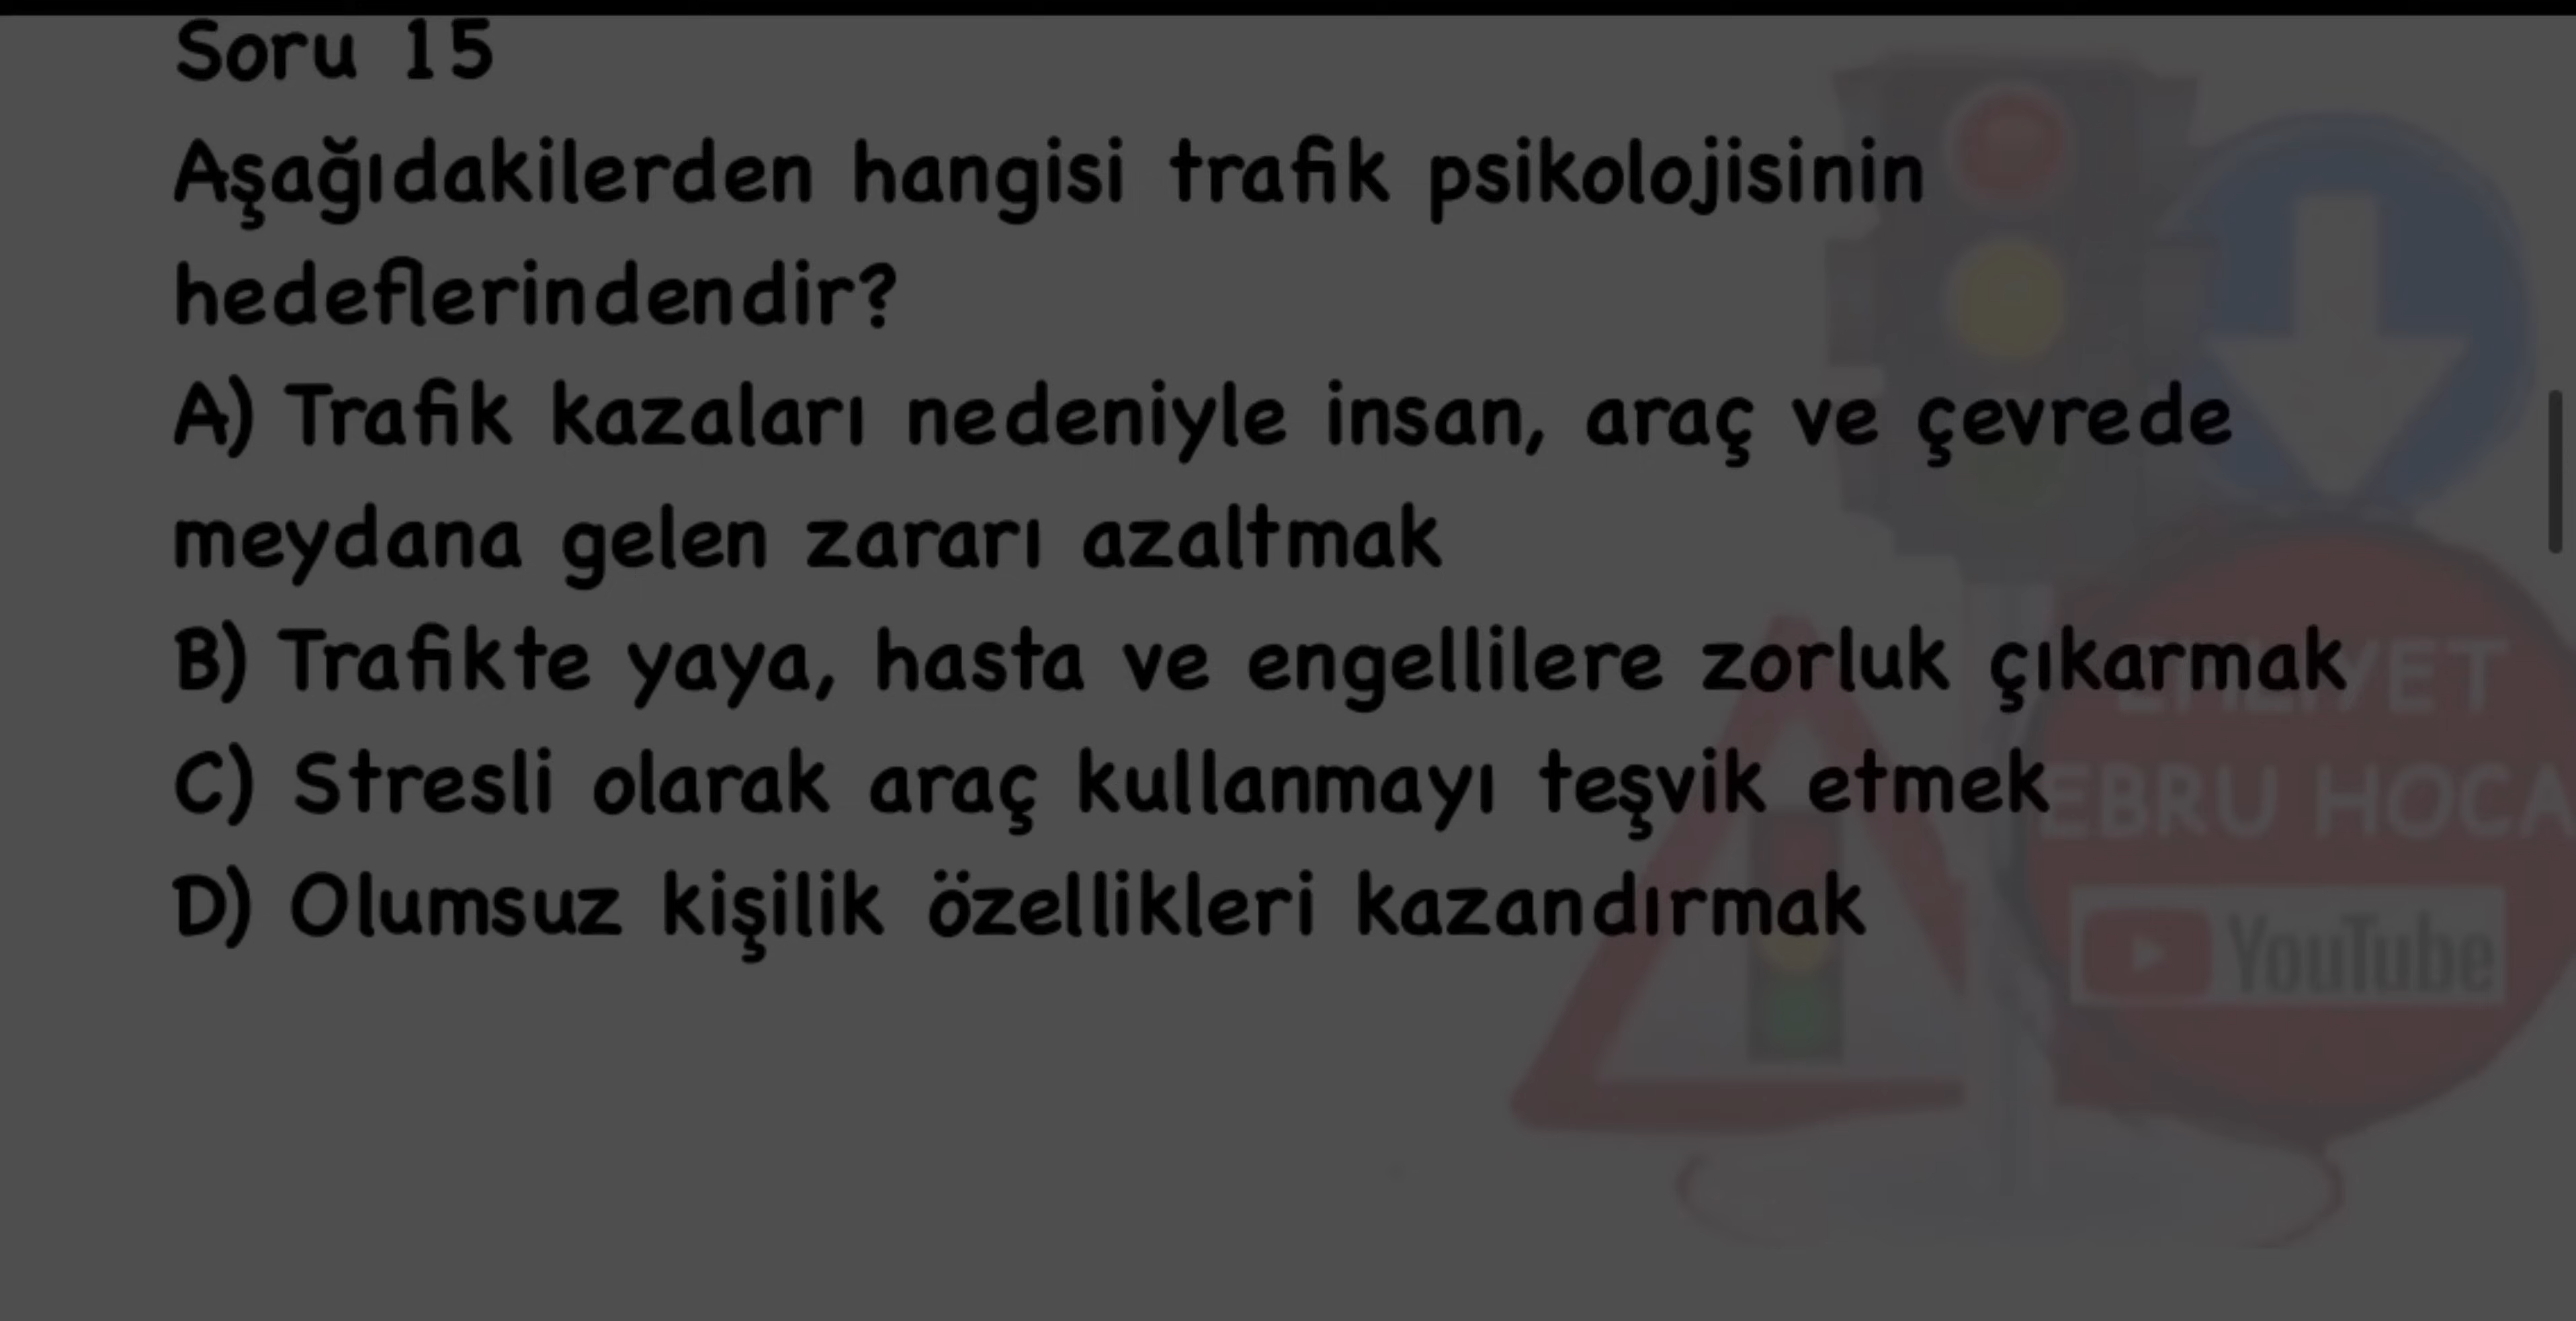 Soru 15
Aşağıdakilerden hangisi trafik psikolojisinin
hedeflerindendir?
A) Trafik kazaları nedeniyle insan, araç ve çevrede
meydana gelen zararı azaltmak
B) Trafikte yaya, hasta ve engellilere zorluk çıkarmak
C) Stresli olarak araç kullanmayı teşvik etmek
D) Olumsuz kişilik özellikleri kazandırmak
EHLİYET
EBRU HOCA
YouTube